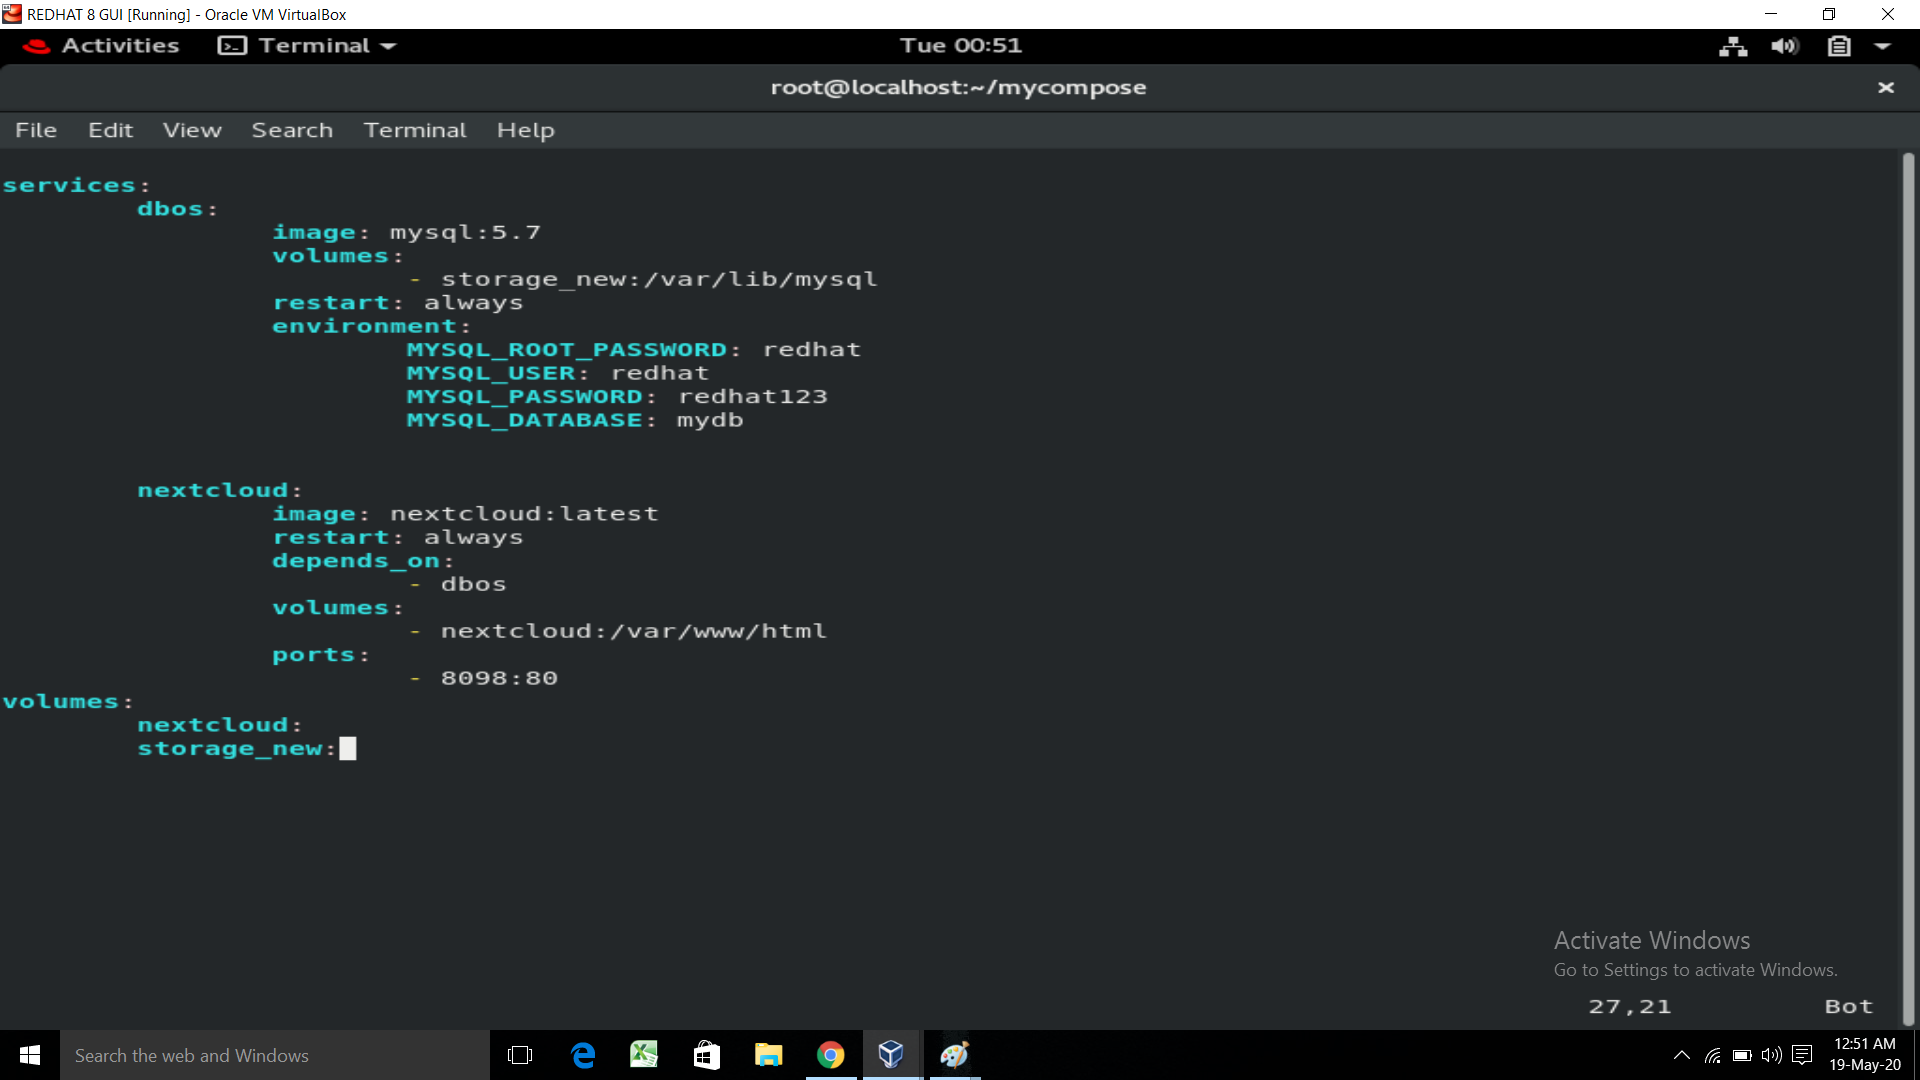 REDHAT 8 GUI [Running] - Oracle VM VirtualBox
Activities Terminal Tue 00:51
root@localhost:~/mycompose
File Edit View Search Terminal Help
services:
dbos:
image: mysql:5.7
volumes:
- storage_new:/var/lib/mysql
restart: always
environment:
MYSQL_ROOT_PASSWORD: redhat
MYSQL_USER: redhat
MYSQL_PASSWORD: redhat123
MYSQL_DATABASE: mydb
nextcloud:
image: nextcloud:latest
restart: always
depends_on:
- dbos
volumes:
- nextcloud:/var/www/html
ports:
- 8098:80
volumes:
nextcloud:
storage_new:
Activate Windows
Go to Settings to activate Windows.
27,21 Bot
Search the web and Windows
12:51 AM
19-May-20